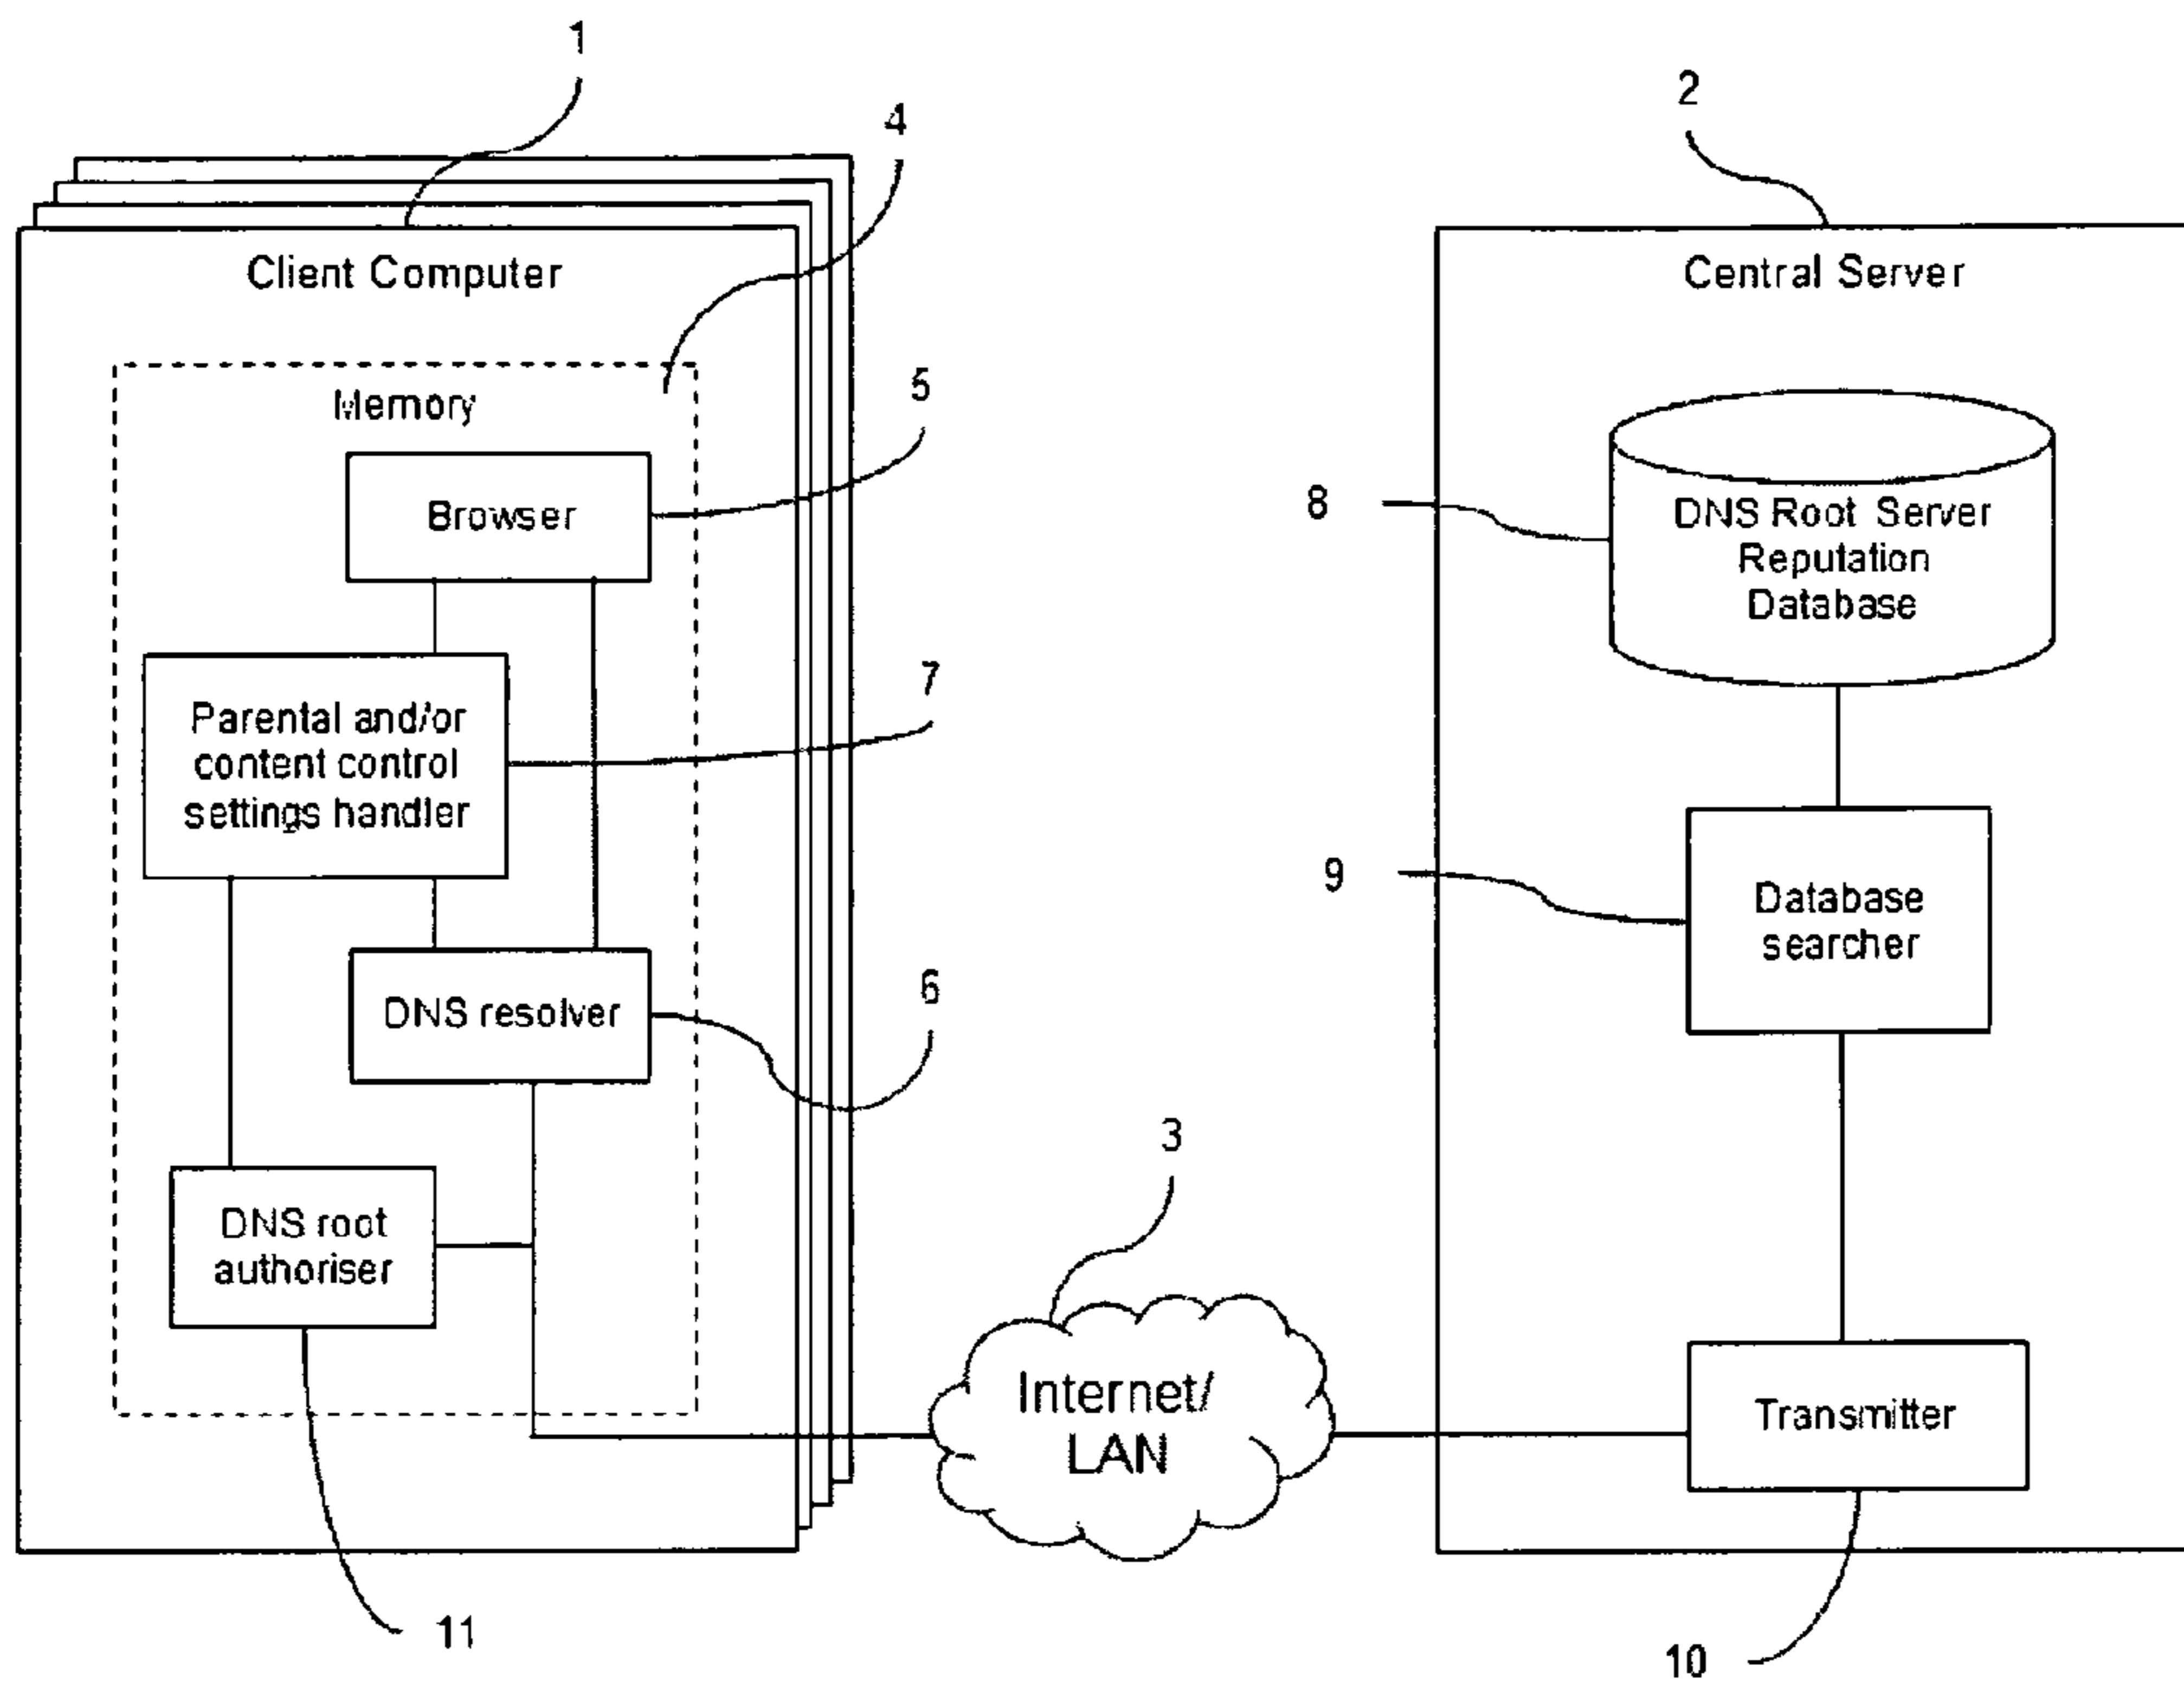 1
2
4
Client Computer
Central Server
Memory
5
Browser
8
DNS Root Server
Reputation
Database
7
Parental and/or
content control
settings handler
9
Database
searcher
6
DNS resolver
3
DNS root
authoriser
Internet/
LAN
Transmitter
11
10